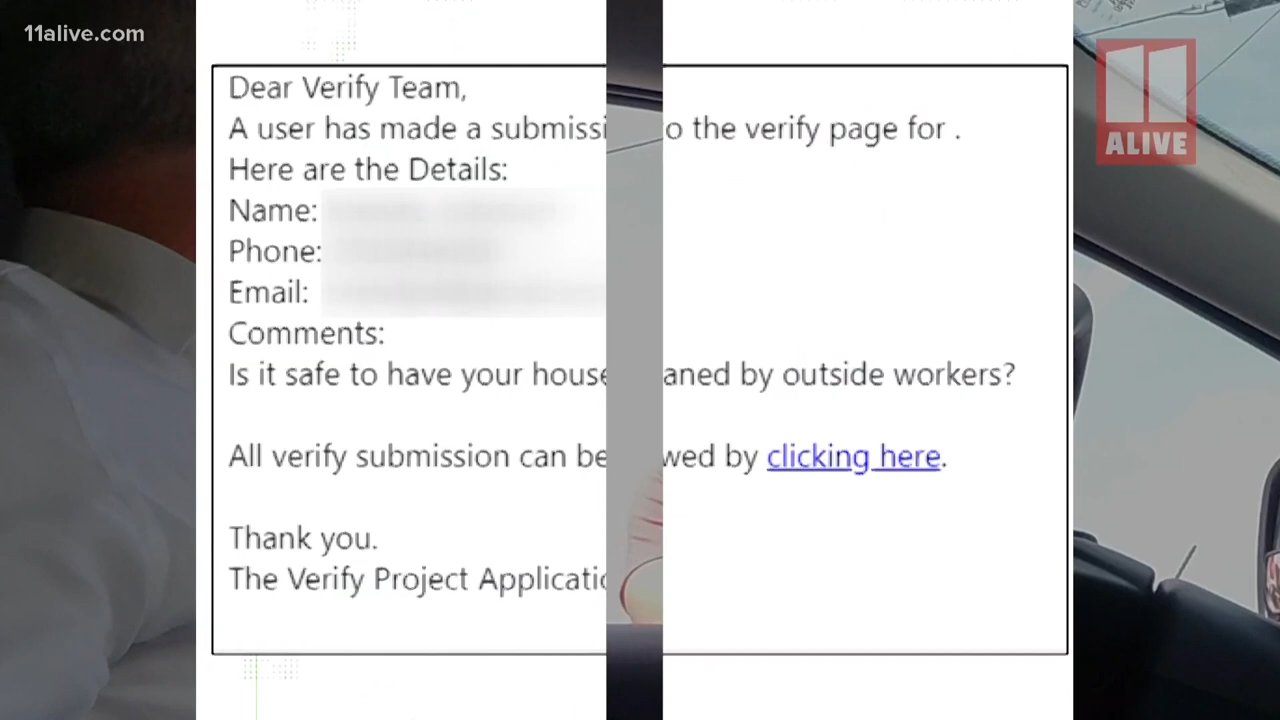 11alive.com
ALIVE
Dear Verify Team,
A user has made a submissi o the verify page for .
Here are the Details:
Name:
Phone:
Email:
Comments:
Is it safe to have your house aned by outside workers?
All verify submission can be wed by clicking here.
Thank you.
The Verify Project Applicatio